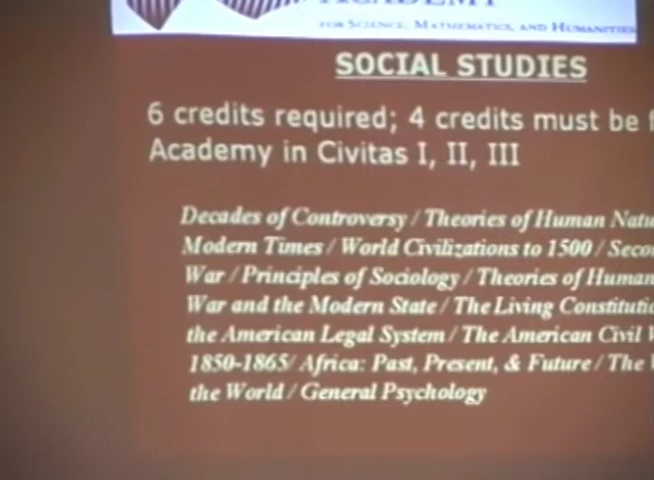 ACADEMY
FOR SCIENCE, MATHEMATICS, AND HUMANITIES
SOCIAL STUDIES
6 credits required; 4 credits must be f
Academy in Civitas I, II, III
Decades of Controversy / Theories of Human Natu
Modern Times / World Civilizations to 1500 / Seco
War / Principles of Sociology / Theories of Human
War and the Modern State / The Living Constitutio
the American Legal System / The American Civil W
1850-1865/ Africa: Past, Present, & Future / The W
the World / General Psychology